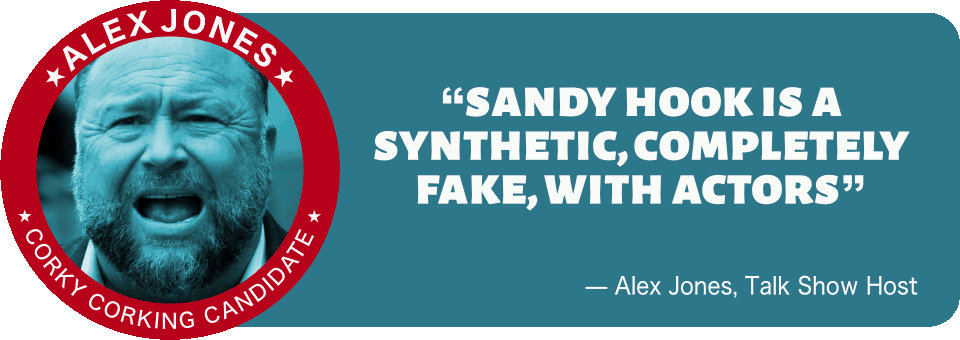 ★ALEX JONES★
★CORKY CORKING CANDIDATE★
“SANDY HOOK IS A
SYNTHETIC, COMPLETELY
FAKE, WITH ACTORS”
— Alex Jones, Talk Show Host